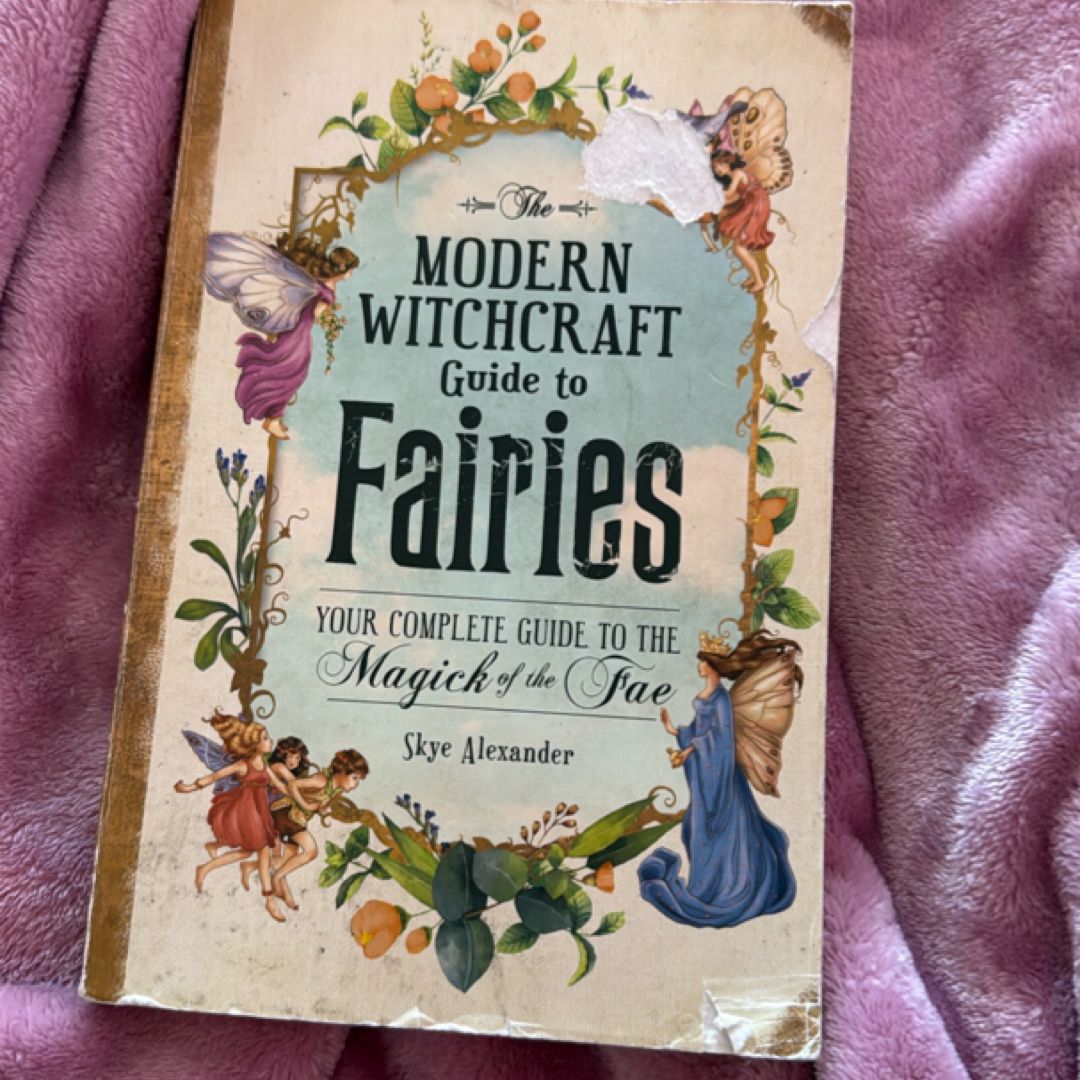 The
MODERN
WITCHCRAFT
Guide to
Fairies
YOUR COMPLETE GUIDE TO THE
Magick of the Fae
Skye Alexander